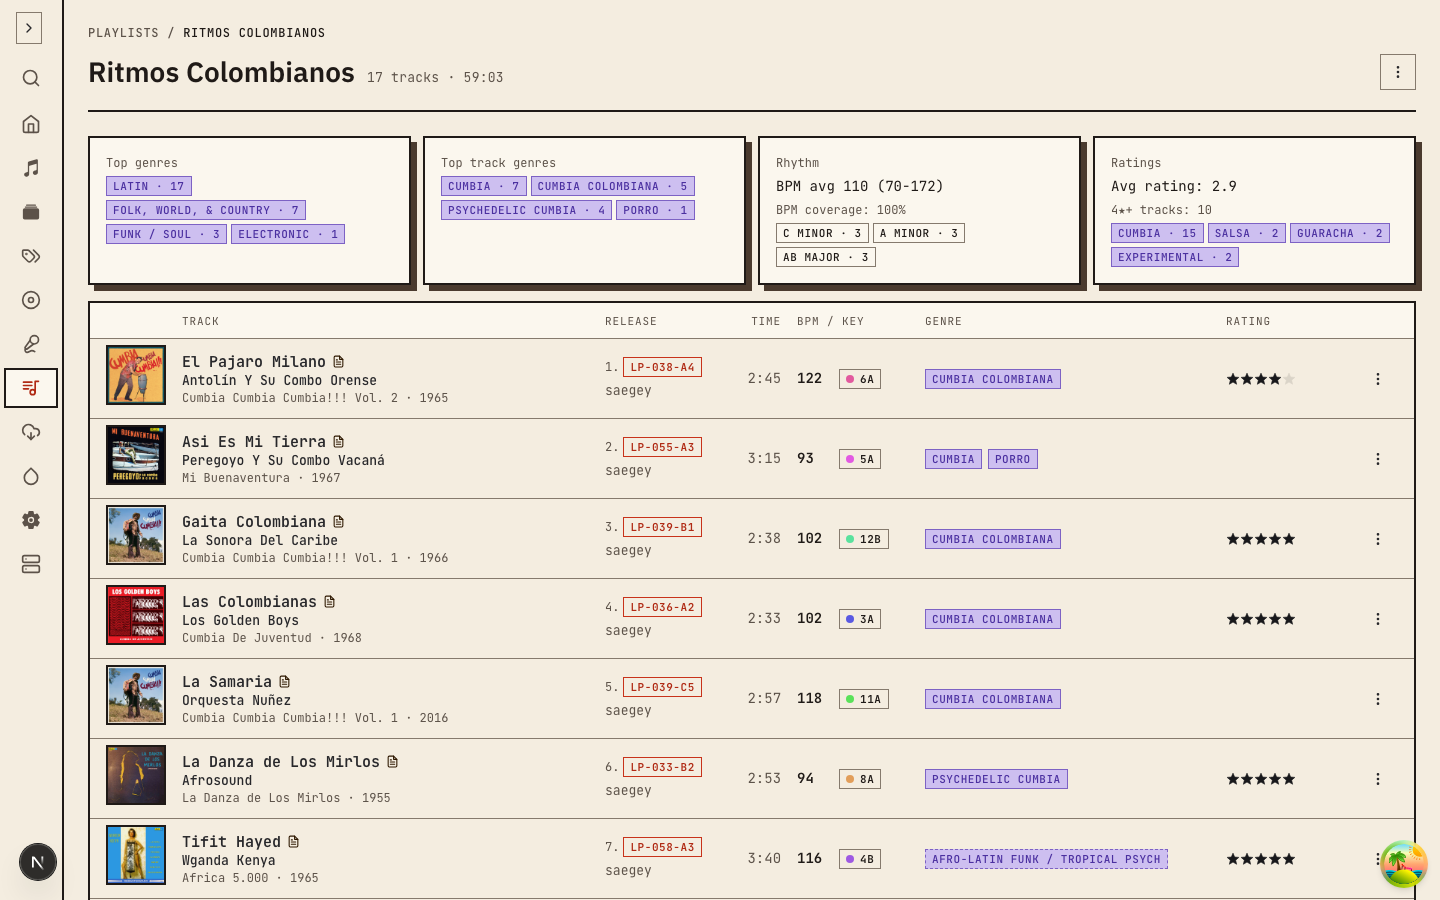 PLAYLISTS / RITMOS COLOMBIANOS
Ritmos Colombianos 17 tracks · 59:03
Top genres
LATIN · 17
FOLK, WORLD, & COUNTRY · 7
FUNK / SOUL · 3 ELECTRONIC · 1
Top track genres
CUMBIA · 7 CUMBIA COLOMBIANA · 5
PSYCHEDELIC CUMBIA · 4 PORRO · 1
Rhythm
BPM avg 110 (70-172)
BPM coverage: 100%
C MINOR · 3 A MINOR · 3
AB MAJOR · 3
Ratings
Avg rating: 2.9
4★+ tracks: 10
CUMBIA · 15 SALSA · 2 GUARACHA · 2
EXPERIMENTAL · 2
TRACK RELEASE TIME BPM / KEY GENRE RATING
El Pajaro Milano
Antolín Y Su Combo Orense
Cumbia Cumbia Cumbia!!! Vol. 2 · 1965
1. LP-038-A4
saegey
2:45 122 6A CUMBIA COLOMBIANA
Asi Es Mi Tierra
Peregoyo Y Su Combo Vacaná
Mi Buenaventura · 1967
2. LP-055-A3
saegey
3:15 93 5A CUMBIA PORRO
Gaita Colombiana
La Sonora Del Caribe
Cumbia Cumbia Cumbia!!! Vol. 1 · 1966
3. LP-039-B1
saegey
2:38 102 12B CUMBIA COLOMBIANA
LOS GOLDEN BOYS
Las Colombianas
Los Golden Boys
Cumbia De Juventud · 1968
4. LP-036-A2
saegey
2:33 102 3A CUMBIA COLOMBIANA
La Samaria
Orquesta Nuñez
Cumbia Cumbia Cumbia!!! Vol. 1 · 2016
5. LP-039-C5
saegey
2:57 118 11A CUMBIA COLOMBIANA
La Danza de Los Mirlos
Afrosound
La Danza de Los Mirlos · 1955
6. LP-033-B2
saegey
2:53 94 8A PSYCHEDELIC CUMBIA
Tifit Hayed
Wganda Kenya
Africa 5.000 · 1965
7. LP-058-A3
saegey
3:40 116 4B AFRO-LATIN FUNK / TROPICAL PSYCH
N